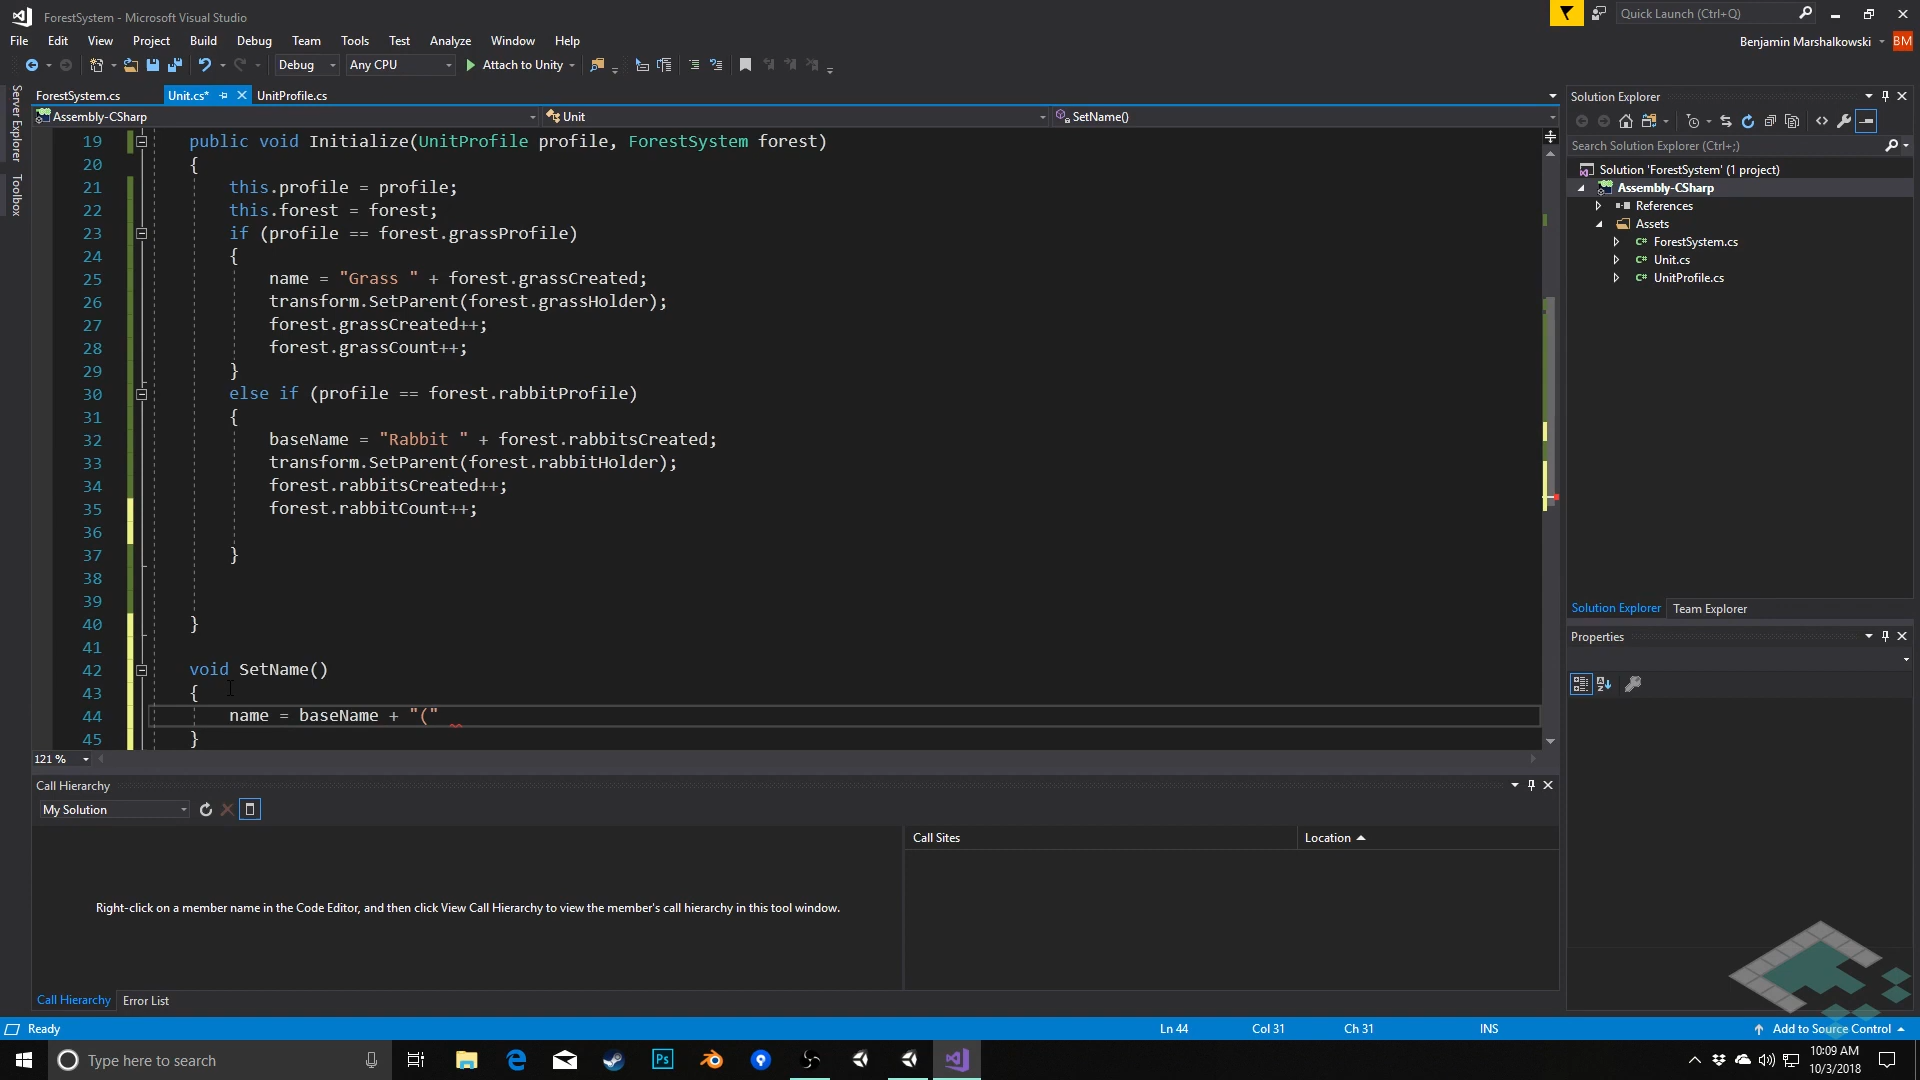 ForestSystem - Microsoft Visual Studio
Quick Launch (Ctrl+Q)
File Edit View Project Build Debug Team Tools Test Analyze Window Help
Benjamin Marshalkowski BM
Debug Any CPU Attach to Unity
Server Explorer
Toolbox
ForestSystem.cs Unit.cs* UnitProfile.cs
Assembly-CSharp Unit SetName()
19 public void Initialize(UnitProfile profile, ForestSystem forest)
20 {
21 this.profile = profile;
22 this.forest = forest;
23 if (profile == forest.grassProfile)
24 {
25 name = "Grass " + forest.grassCreated;
26 transform.SetParent(forest.grassHolder);
27 forest.grassCreated++;
28 forest.grassCount++;
29 }
30 else if (profile == forest.rabbitProfile)
31 {
32 baseName = "Rabbit " + forest.rabbitsCreated;
33 transform.SetParent(forest.rabbitHolder);
34 forest.rabbitsCreated++;
35 forest.rabbitCount++;
36
37 }
38
39
40 }
41
42 void SetName()
43 {
44 name = baseName + "("
45 }
121 %
Solution Explorer
Search Solution Explorer (Ctrl+;)
Solution 'ForestSystem' (1 project)
Assembly-CSharp
References
Assets
C# ForestSystem.cs
C# Unit.cs
C# UnitProfile.cs
Solution Explorer Team Explorer
Properties
Call Hierarchy
My Solution
Call Sites Location
Right-click on a member name in the Code Editor, and then click View Call Hierarchy to view the member's call hierarchy in this tool window.
Call Hierarchy Error List
Ready Ln 44 Col 31 Ch 31 INS Add to Source Control
Type here to search
Ps
10:09 AM
10/3/2018